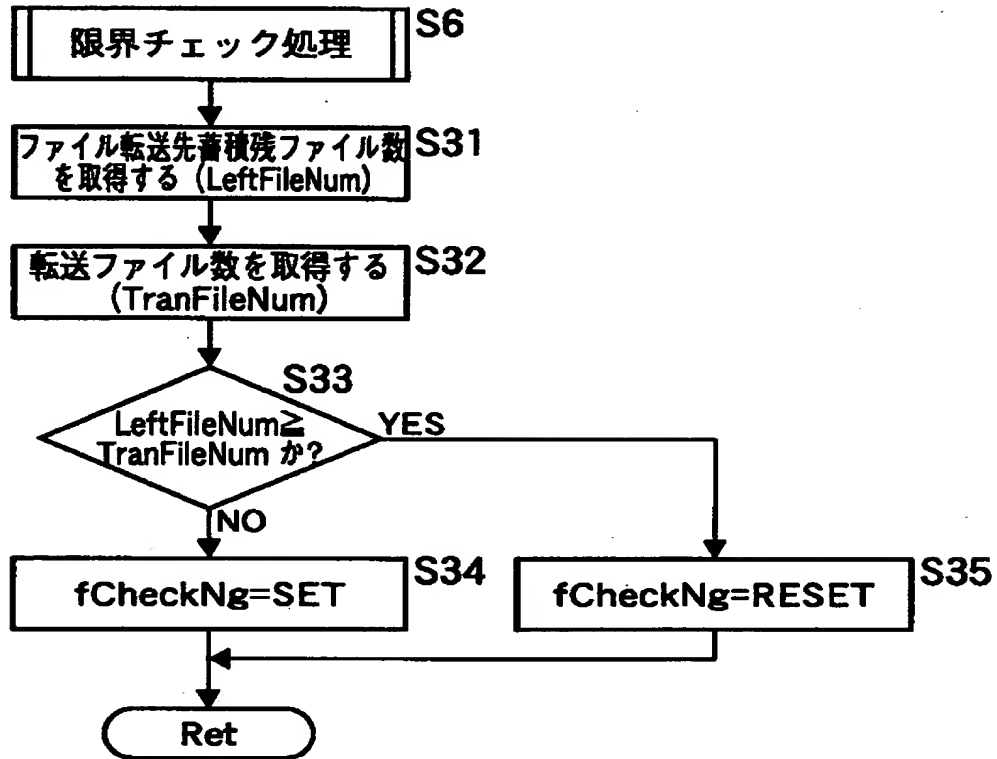 限界チェック処理
S6
ファイル転送先蓄積残ファイル数
を取得する (LeftFileNum)
S31
転送ファイル数を取得する
(TranFileNum)
S32
S33
LeftFileNum≧
TranFileNum か?
YES
NO
fCheckNg=SET
S34
fCheckNg=RESET
S35
Ret